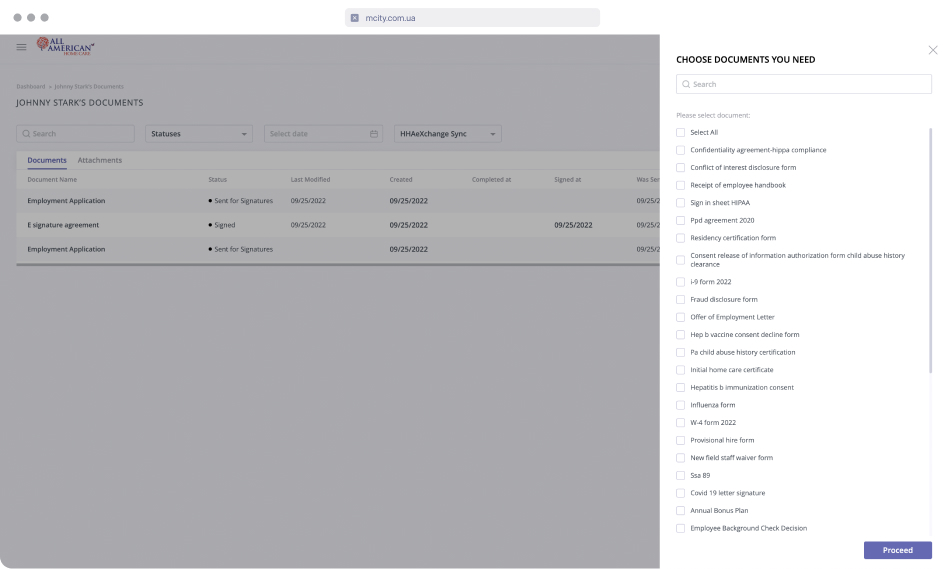 mcity.com.ua
ALL
AMERICAN
HOMECARE
Dashboard > Johnny Stark's Documents
JOHNNY STARK'S DOCUMENTS
Search
Statuses
Select date
HHAeXchange Sync
Documents Attachments
Document Name Status Last Modified Created Completed at Signed at Was Sen
Employment Application Sent for Signatures 09/25/2022 09/25/2022 09/25/2
E signature agreement Signed 09/25/2022 09/25/2022 09/25/2022 09/25/2
Employment Application Sent for Signatures 09/25/2022 09/25/2
CHOOSE DOCUMENTS YOU NEED
Search
Please select document:
Select All
Confidentiality agreement-hippa compliance
Conflict of interest disclosure form
Receipt of employee handbook
Sign in sheet HIPAA
Ppd agreement 2020
Residency certification form
Consent release of information authorization form child abuse history
clearance
i-9 form 2022
Fraud disclosure form
Offer of Employment Letter
Hep b vaccine consent decline form
Pa child abuse history certification
Initial home care certificate
Hepatitis b immunization consent
Influenza form
W-4 form 2022
Provisional hire form
New field staff waiver form
Ssa 89
Covid 19 letter signature
Annual Bonus Plan
Employee Background Check Decision
Proceed